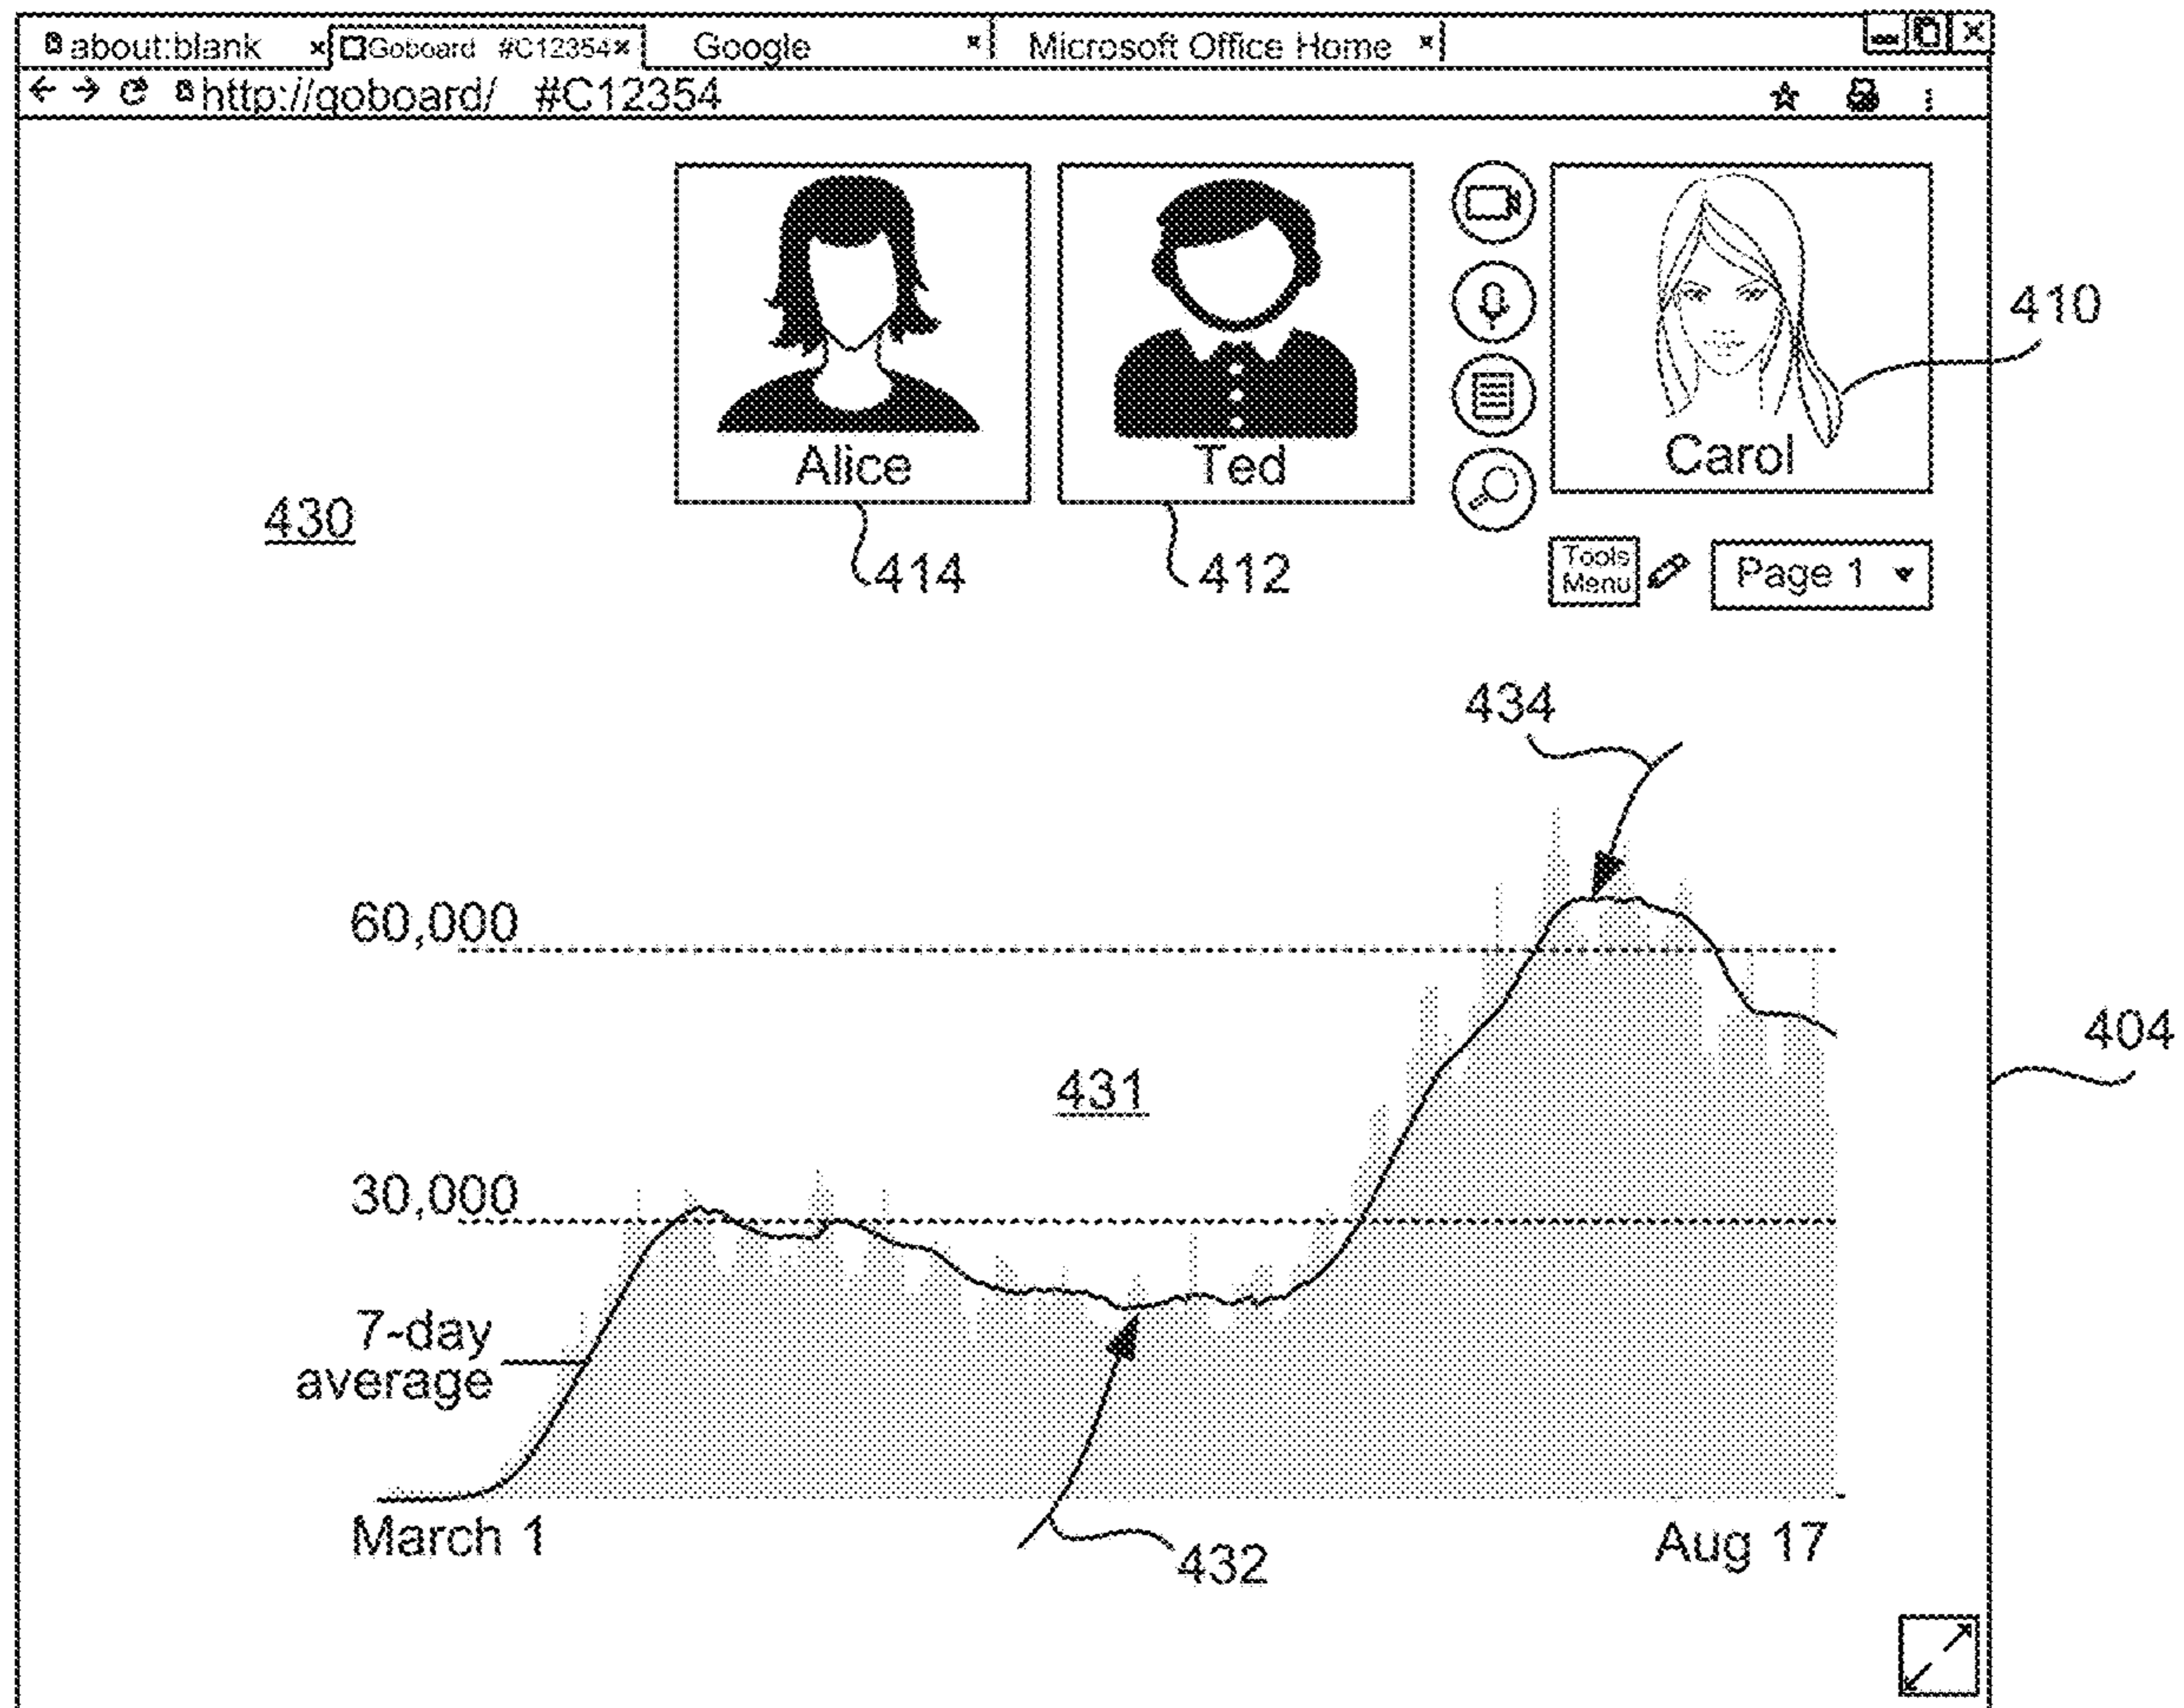 about:blank
Goboard #C12354
Google
Microsoft Office Home
http://goboard/ #C12354
Alice
Ted
Carol
410
430
414
412
Tools
Menu
Page 1
434
60,000
404
431
30,000
7-day
average
March 1
Aug 17
432